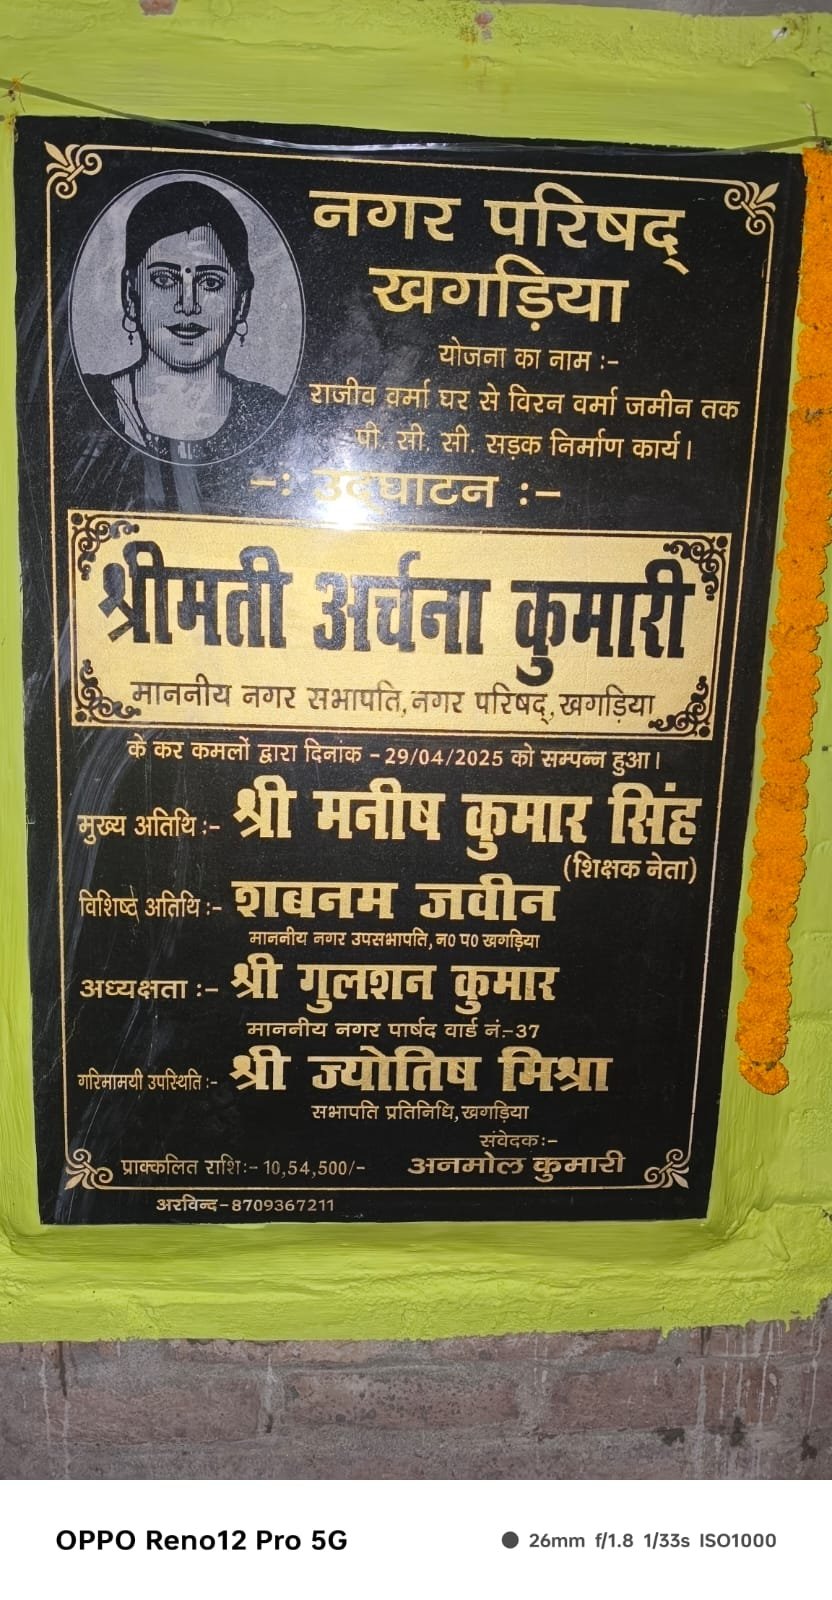 नगर परिषद्
खगड़िया
योजना का नाम :-
राजीव वर्मा घर से विरन वर्मा जमीन तक
पी. सी. सी. सड़क निर्माण कार्य।
-: उद्घाटन :-
श्रीमती अर्चना कुमारी
माननीय नगर सभापति, नगर परिषद्, खगड़िया
के कर कमलों द्वारा दिनांक - 29/04/2025 को सम्पन्न हुआ।
मुख्य अतिथि :- श्री मनीष कुमार सिंह
(शिक्षक नेता)
विशिष्ट अतिथि :- शबनम जवीन
माननीय नगर उपसभापति, न0 प0 खगड़िया
अध्यक्षता :- श्री गुलशन कुमार
माननीय नगर पार्षद वार्ड नं.-37
गरिमामयी उपस्थिति :- श्री ज्योतिष मिश्रा
सभापति प्रतिनिधि, खगड़िया
संवेदक:-
प्राक्कलित राशि:- 10,54,500/- अनमोल कुमारी
अरविन्द-8709367211
OPPO Reno12 Pro 5G 26mm f/1.8 1/33s ISO1000